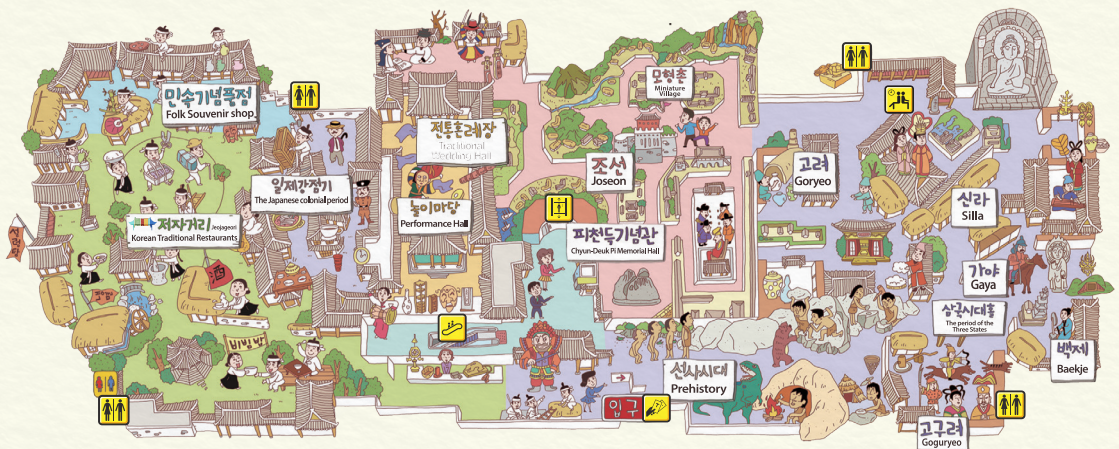 민속기념품점
Folk Souvenir shop
전통혼례장
Traditional
Wedding Hall
모형촌
Miniature
Village
조선
Joseon
고려
Goryeo
일제강점기
The Japanese colonial period
놀이마당
Performance Hall
저자거리 Jeojageori
Korean Traditional Restaurants
피천득기념관
Chyun-Deuk Pi Memorial Hall
신라
Silla
가야
Gaya
삼국시대홀
The period of the
Three States
백제
Baekje
酒
비빔밥
선사시대
Prehistory
입구
고구려
Goguryeo